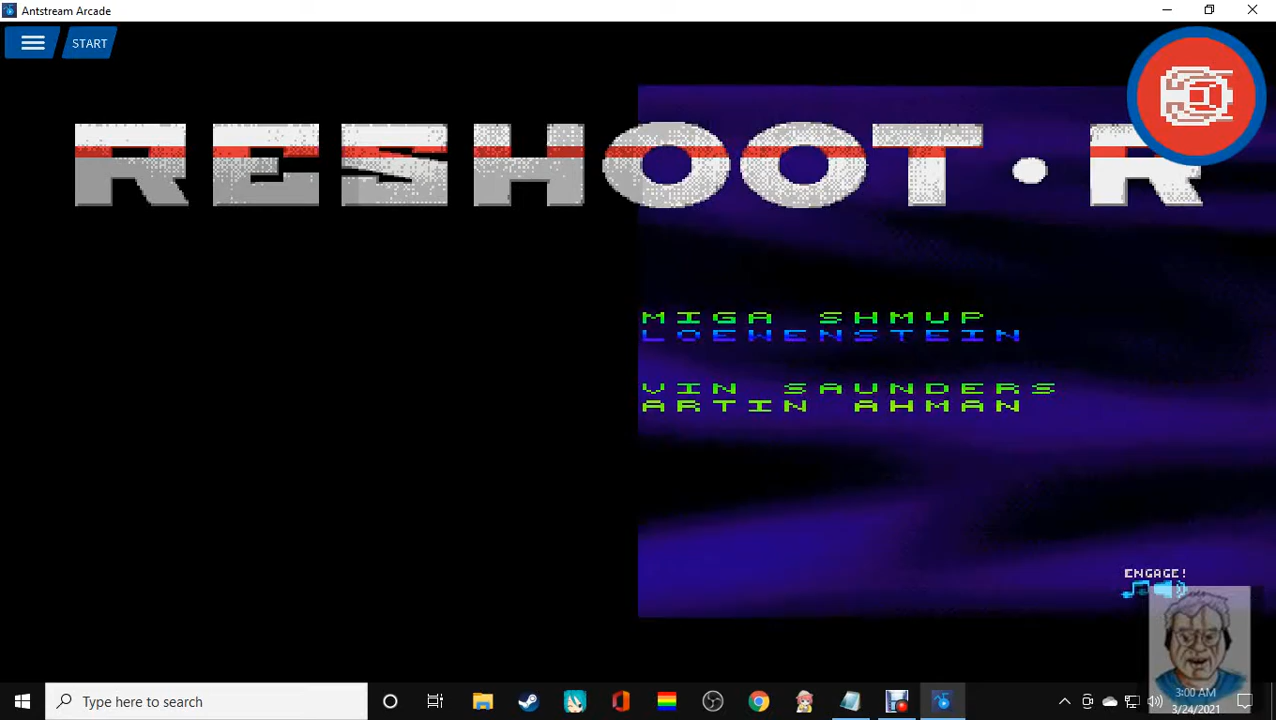 Antstream Arcade
START
RESHOOT·R
MIGA SHMUP
LOEWENSTEIN
VIN SAUNDERS
ARTIN AHMAN
ENGAGE!
Type here to search
3:00 AM
3/24/2021